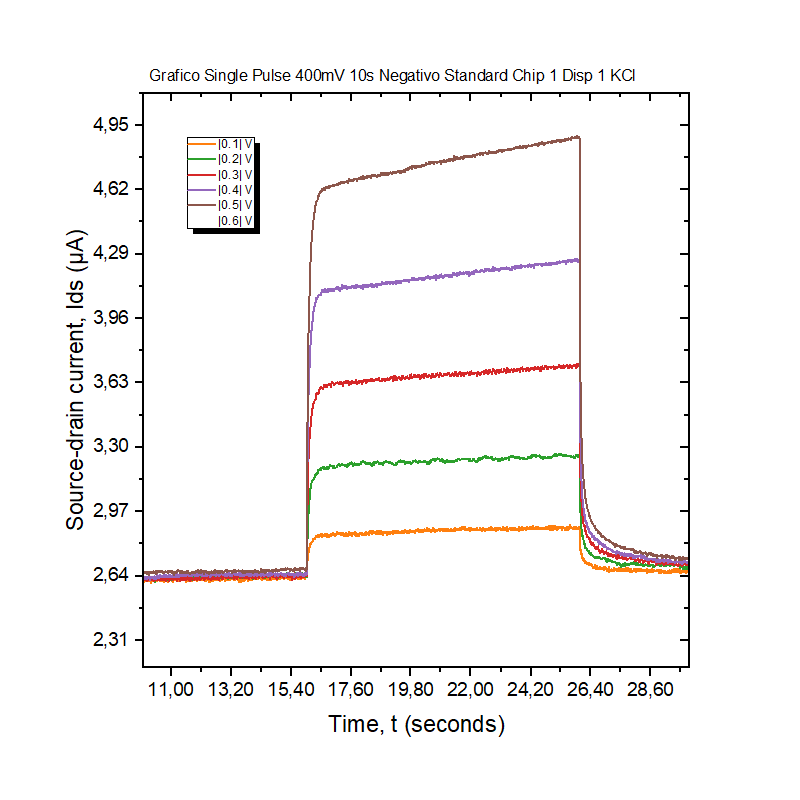 Grafico Single Pulse 400mV 10s Negativo Standard Chip 1 Disp 1 KCl
4,95
4,62
4,29
3,96
3,63
3,30
2,97
2,64
2,31
|0.1| V
|0.2| V
|0.3| V
|0.4| V
|0.5| V
|0.6| V
Source-drain current, Ids (µA)
11,00 13,20 15,40 17,60 19,80 22,00 24,20 26,40 28,60
Time, t (seconds)